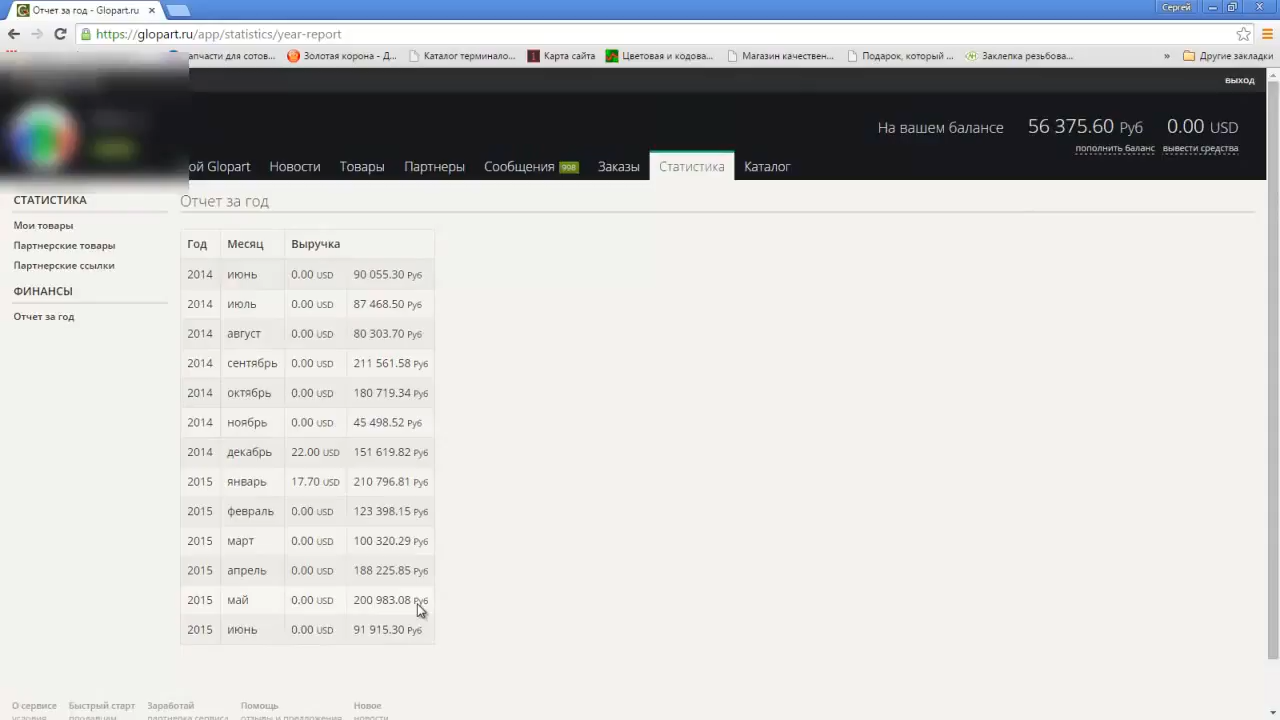 Отчет за год - Glopart.ru
Сергей
https://glopart.ru/app/statistics/year-report
апчасти для сотов...
Золотая корона - Д...
Каталог терминало...
Карта сайта
Цветовая и кодова...
Магазин качествен...
Подарок, который ...
Заклепка резьбова...
»
Другие закладки
выход
На вашем балансе 56 375.60 Руб 0.00 USD
пополнить баланс вывести средства
ой Glopart Новости Товары Партнеры Сообщения 998 Заказы Статистика Каталог
СТАТИСТИКА
Мои товары
Партнерские товары
Партнерские ссылки
ФИНАНСЫ
Отчет за год
Отчет за год
Год Месяц Выручка
2014 июнь 0.00 USD 90 055.30 Руб
2014 июль 0.00 USD 87 468.50 Руб
2014 август 0.00 USD 80 303.70 Руб
2014 сентябрь 0.00 USD 211 561.58 Руб
2014 октябрь 0.00 USD 180 719.34 Руб
2014 ноябрь 0.00 USD 45 498.52 Руб
2014 декабрь 22.00 USD 151 619.82 Руб
2015 январь 17.70 USD 210 796.81 Руб
2015 февраль 0.00 USD 123 398.15 Руб
2015 март 0.00 USD 100 320.29 Руб
2015 апрель 0.00 USD 188 225.85 Руб
2015 май 0.00 USD 200 983.08 Руб
2015 июнь 0.00 USD 91 915.30 Руб
О сервисе Быстрый старт Заработай Помощь Новое
условия продавцам партнерка сервиса отзывы и предложения новости